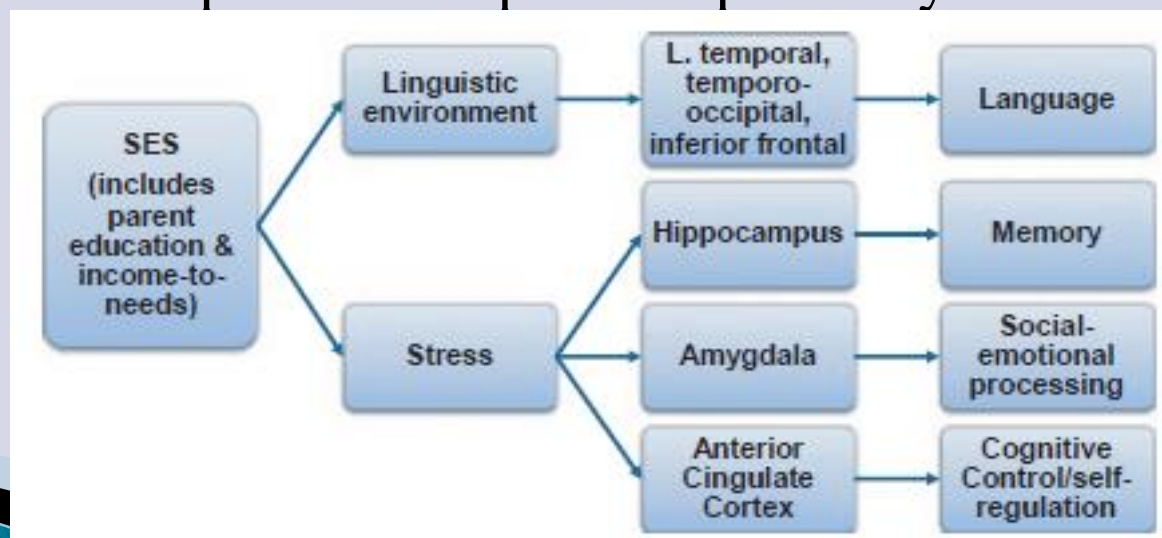 SES
(includes
parent
education &
income-to-
needs)
Linguistic
environment
L. temporal,
temporo-
occipital,
inferior frontal
Language
Hippocampus
Memory
Stress
Amygdala
Social-
emotional
processing
Anterior
Cingulate
Cortex
Cognitive
Control/self-
regulation